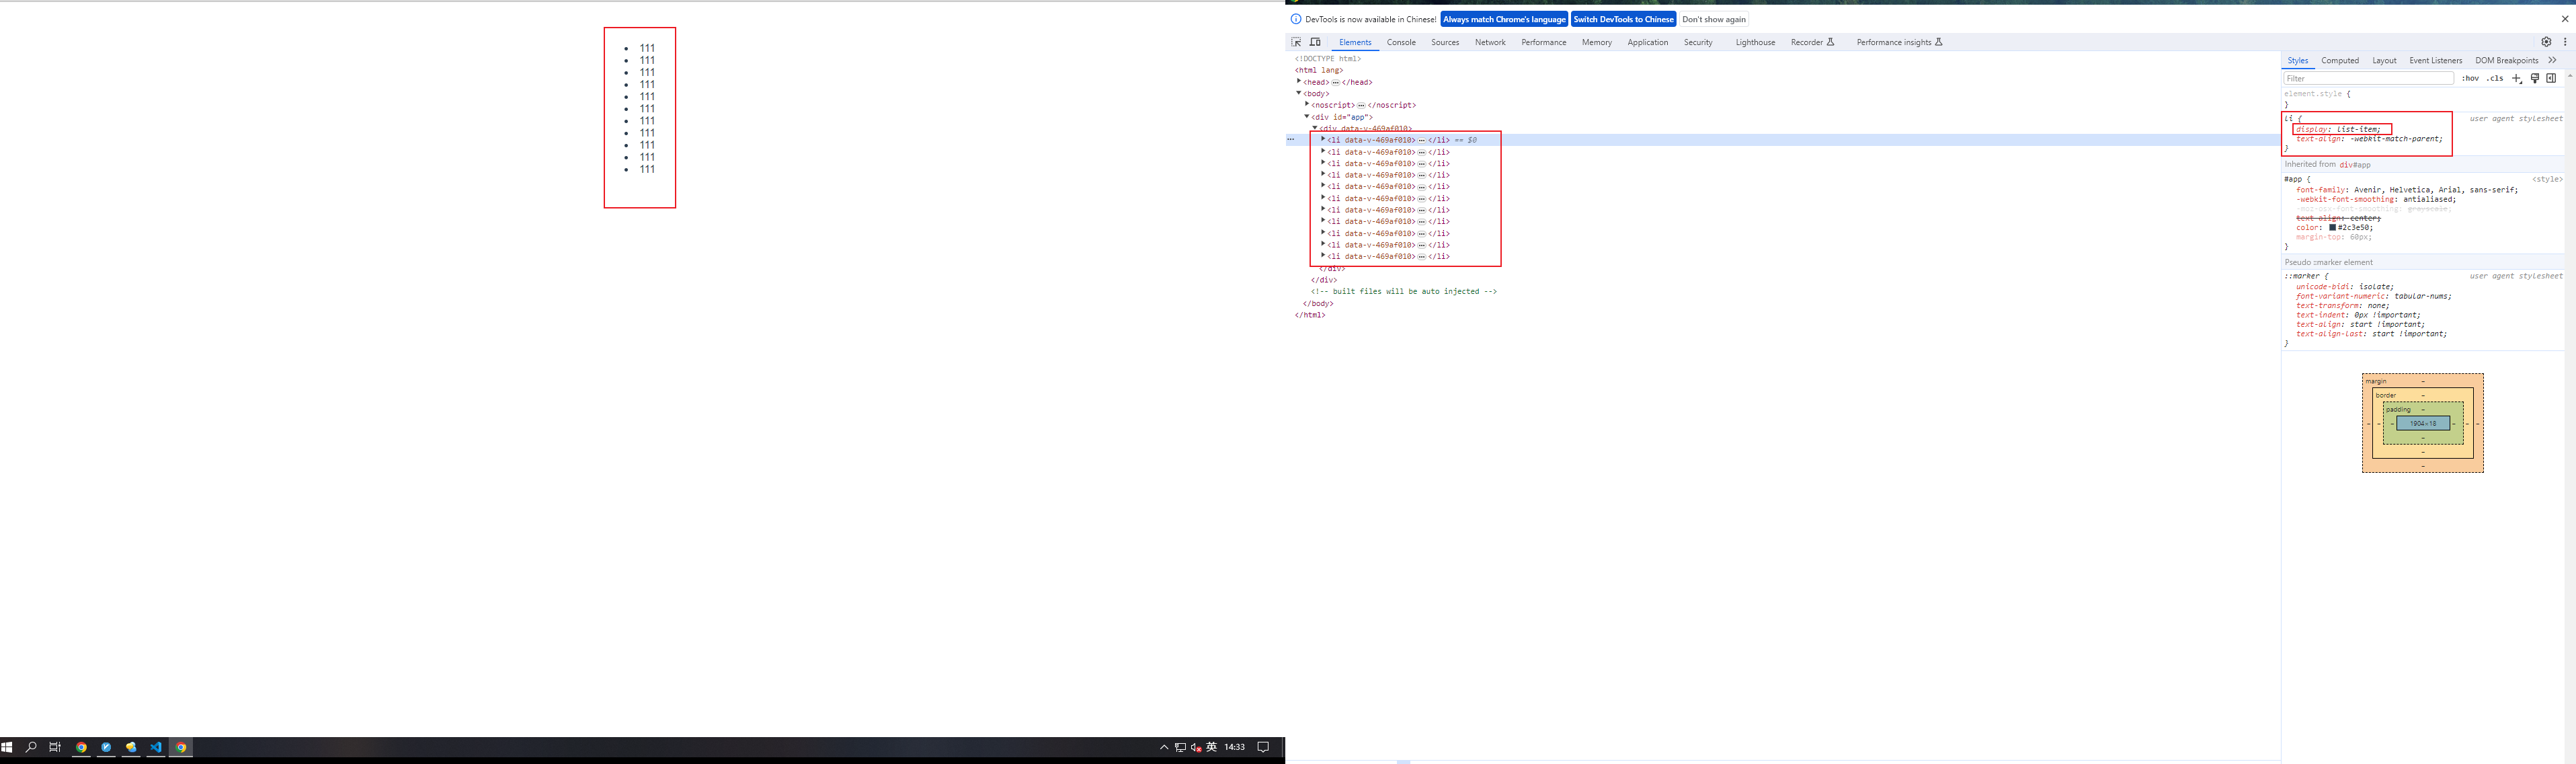 111
111
111
111
111
111
111
111
111
111
111
英 14:33
DevTools is now available in Chinese! Always match Chrome's language Switch DevTools to Chinese Don't show again
Elements Console Sources Network Performance Memory Application Security Lighthouse Recorder Performance insights
<!DOCTYPE html>
<html lang>
<head> … </head>
<body>
<noscript> … </noscript>
<div id="app">
<div data-v-469af010>
<li data-v-469af010> … </li> == $0
<li data-v-469af010> … </li>
<li data-v-469af010> … </li>
<li data-v-469af010> … </li>
<li data-v-469af010> … </li>
<li data-v-469af010> … </li>
<li data-v-469af010> … </li>
<li data-v-469af010> … </li>
<li data-v-469af010> … </li>
<li data-v-469af010> … </li>
<li data-v-469af010> … </li>
</div>
</div>
<!-- built files will be auto injected -->
</body>
</html>
Styles Computed Layout Event Listeners DOM Breakpoints
Filter :hov .cls
element.style {
}
li { user agent stylesheet
display: list-item;
text-align: -webkit-match-parent;
}
Inherited from div#app
#app { <style>
font-family: Avenir, Helvetica, Arial, sans-serif;
-webkit-font-smoothing: antialiased;
-moz-osx-font-smoothing: grayscale;
text-align: center;
color: #2c3e50;
margin-top: 60px;
}
Pseudo ::marker element
::marker { user agent stylesheet
unicode-bidi: isolate;
font-variant-numeric: tabular-nums;
text-transform: none;
text-indent: 0px !important;
text-align: start !important;
text-align-last: start !important;
}
margin -
border -
padding -
- - - 1904×18 - - -
-
-
-